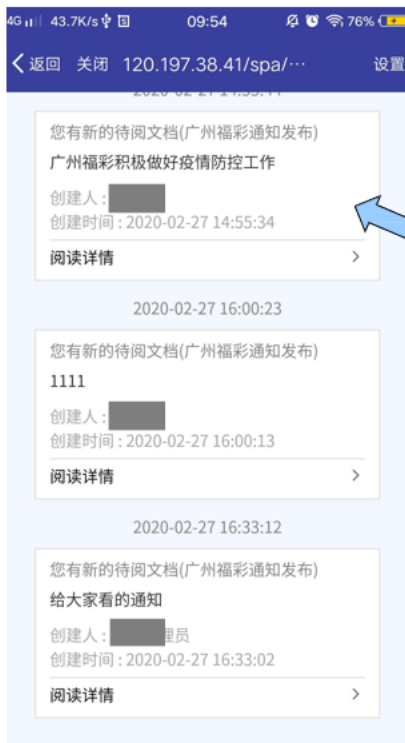 4G 43.7K/s 09:54 76%
返回 关闭 120.197.38.41/spa/··· 设置
您有新的待阅文档(广州福彩通知发布)
广州福彩积极做好疫情防控工作
创建人:
创建时间:2020-02-27 14:55:34
阅读详情
2020-02-27 16:00:23
您有新的待阅文档(广州福彩通知发布)
1111
创建人:
创建时间:2020-02-27 16:00:13
阅读详情
2020-02-27 16:33:12
您有新的待阅文档(广州福彩通知发布)
给大家看的通知
创建人: 理员
创建时间:2020-02-27 16:33:02
阅读详情